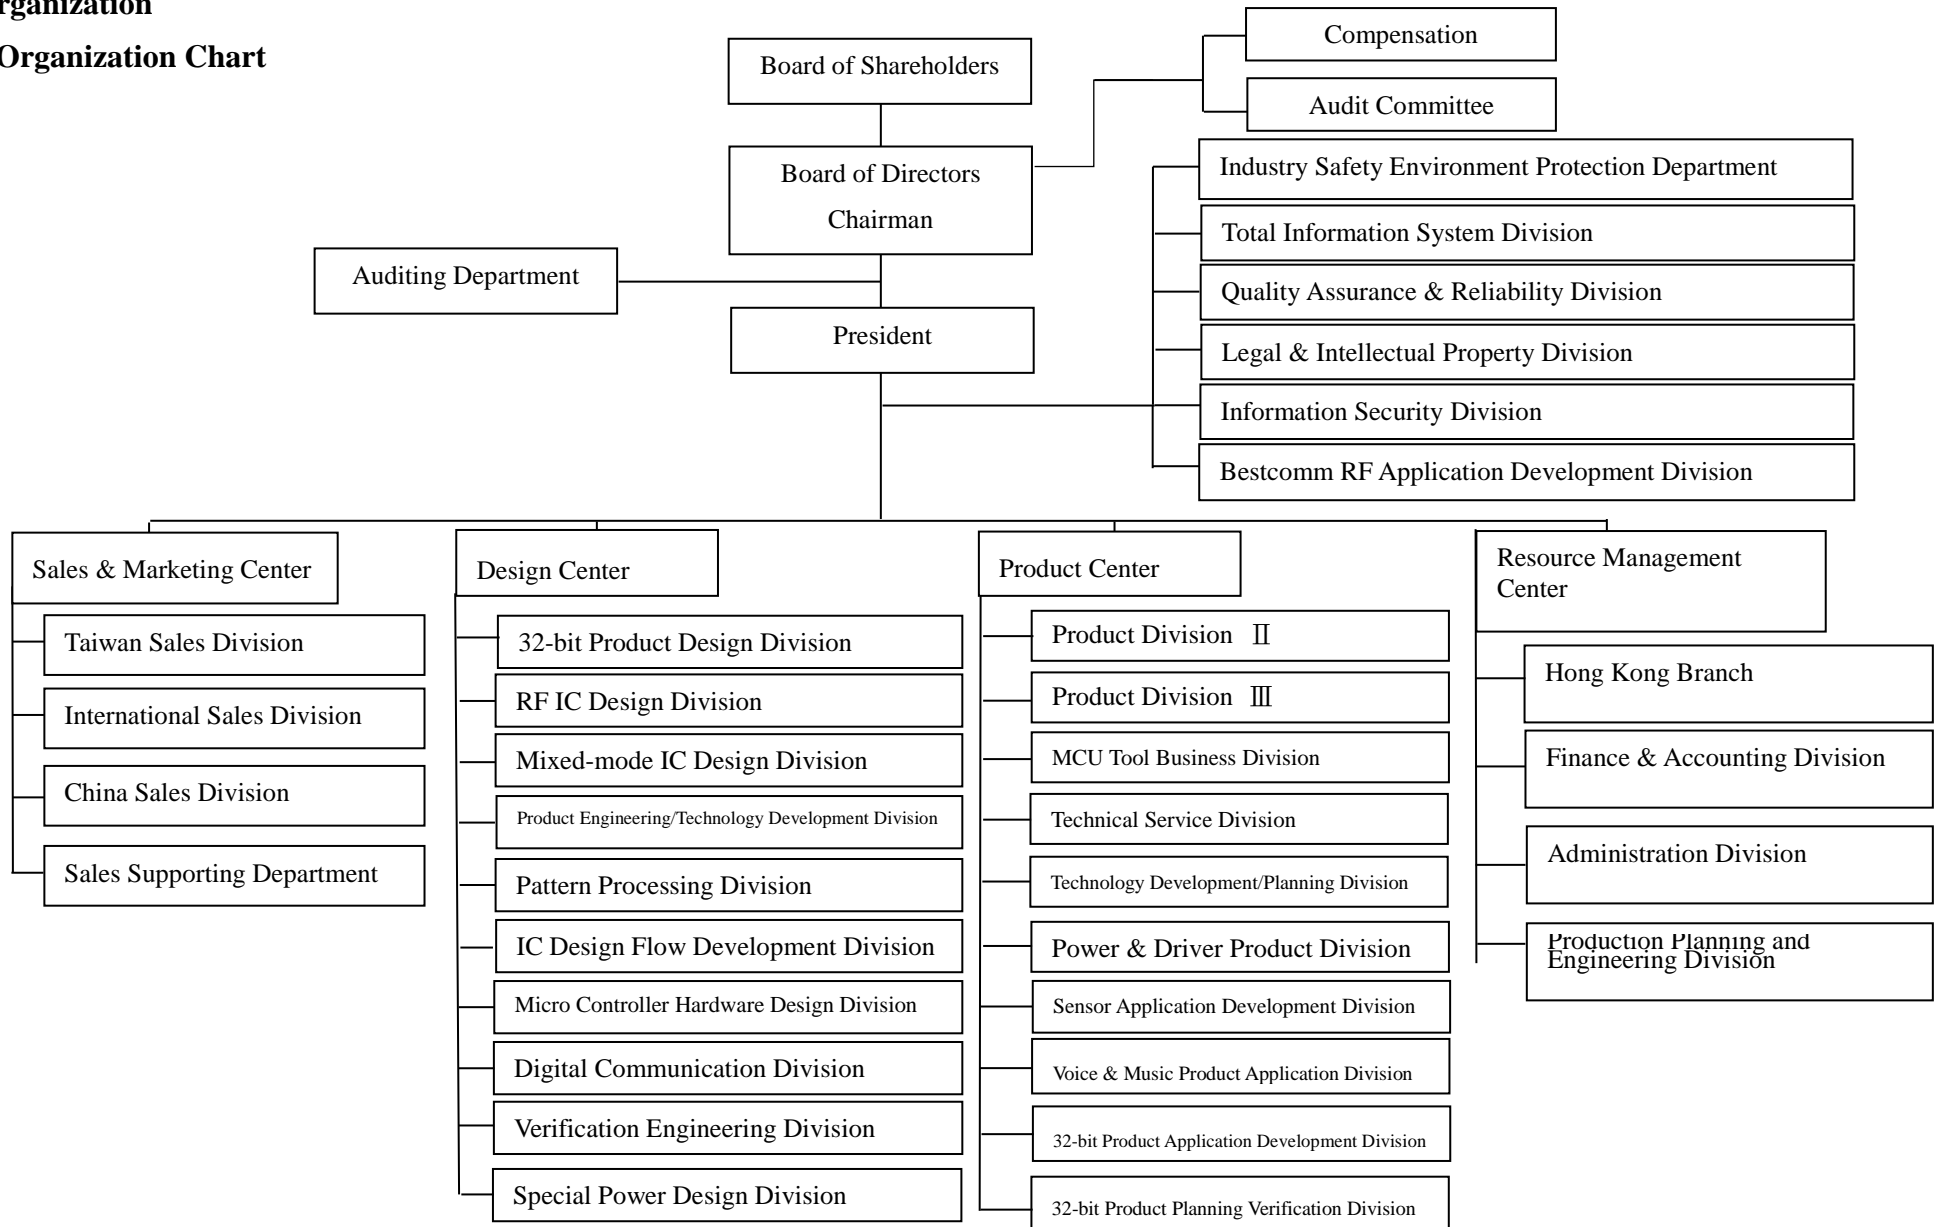 rganization
Organization Chart
Board of Shareholders
Compensation
Audit Committee
Board of Directors
Chairman
Industry Safety Environment Protection Department
Total Information System Division
Auditing Department
Quality Assurance & Reliability Division
President
Legal & Intellectual Property Division
Information Security Division
Bestcomm RF Application Development Division
Sales & Marketing Center
Taiwan Sales Division
International Sales Division
China Sales Division
Sales Supporting Department
Design Center
32-bit Product Design Division
RF IC Design Division
Mixed-mode IC Design Division
Product Engineering/Technology Development Division
Pattern Processing Division
IC Design Flow Development Division
Micro Controller Hardware Design Division
Digital Communication Division
Verification Engineering Division
Special Power Design Division
Product Center
Product Division Ⅱ
Product Division Ⅲ
MCU Tool Business Division
Technical Service Division
Technology Development/Planning Division
Power & Driver Product Division
Sensor Application Development Division
Voice & Music Product Application Division
32-bit Product Application Development Division
32-bit Product Planning Verification Division
Resource Management
Center
Hong Kong Branch
Finance & Accounting Division
Administration Division
Production Planning and
Engineering Division